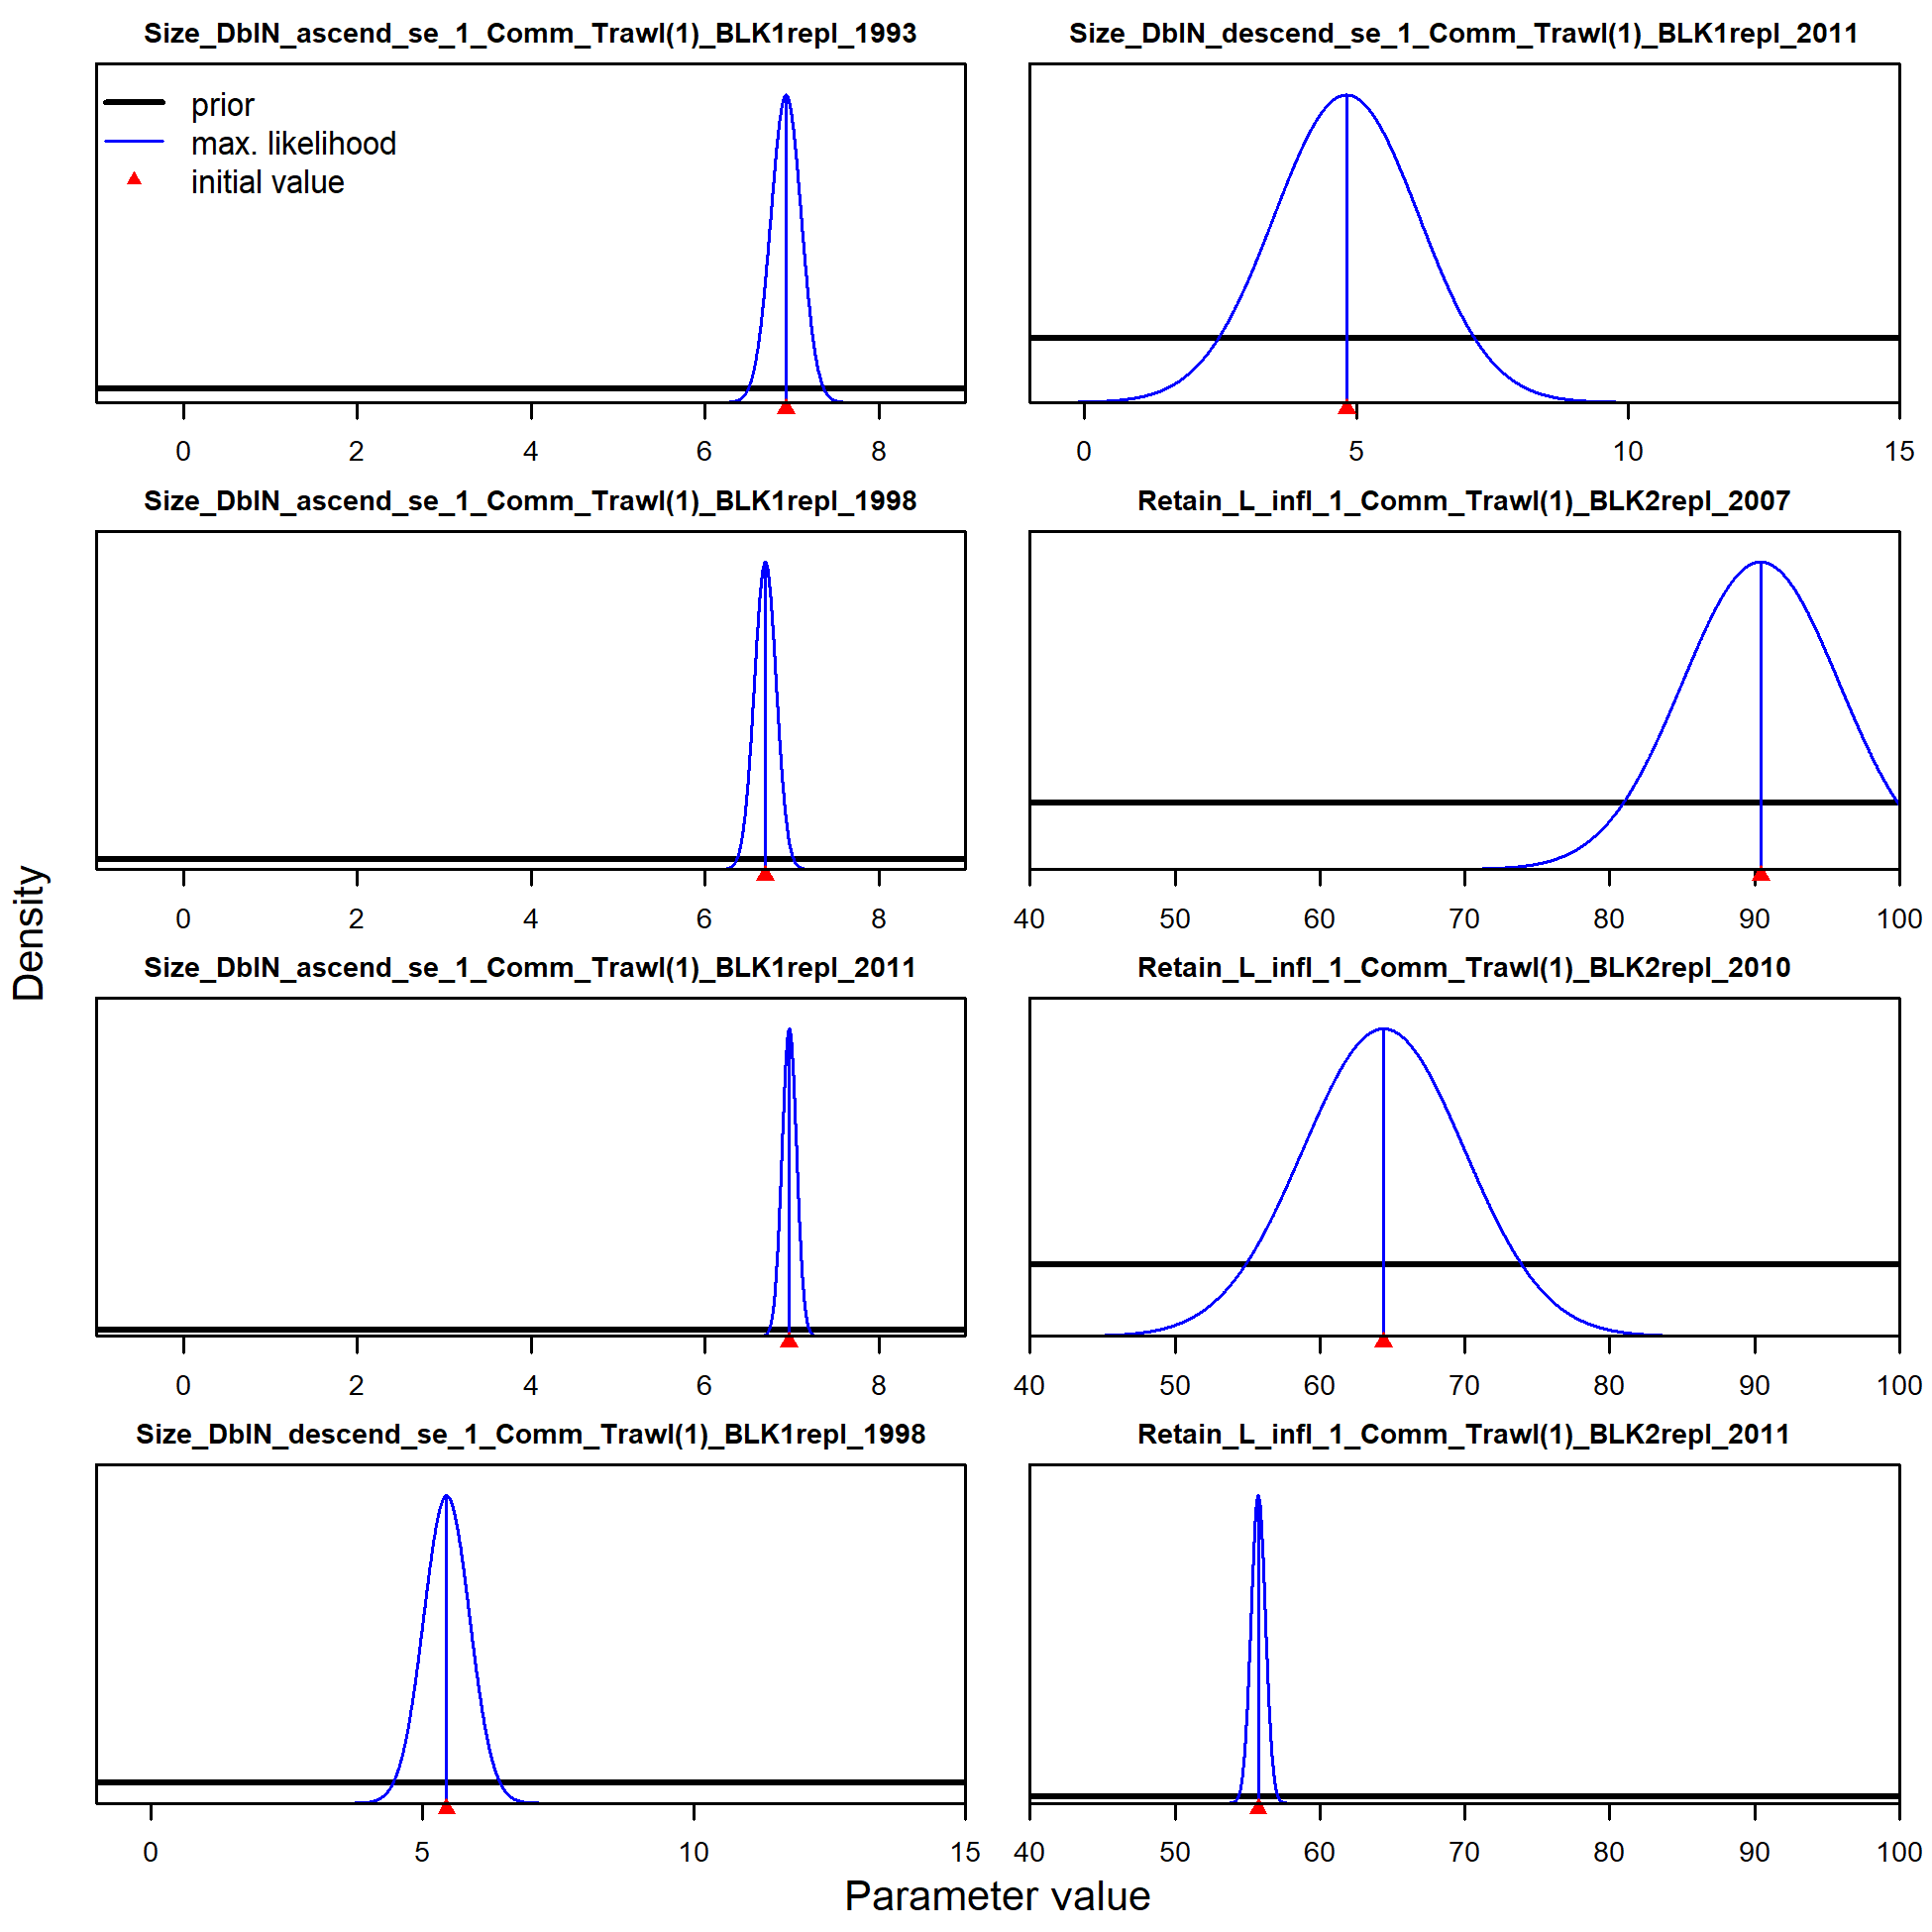 Size_DblN_ascend_se_1_Comm_Trawl(1)_BLK1repl_1993
prior
max. likelihood
initial value
0 2 4 6 8
Size_DblN_descend_se_1_Comm_Trawl(1)_BLK1repl_2011
0 5 10 15
Size_DblN_ascend_se_1_Comm_Trawl(1)_BLK1repl_1998
0 2 4 6 8
Retain_L_infl_1_Comm_Trawl(1)_BLK2repl_2007
40 50 60 70 80 90 100
Size_DblN_ascend_se_1_Comm_Trawl(1)_BLK1repl_2011
0 2 4 6 8
Retain_L_infl_1_Comm_Trawl(1)_BLK2repl_2010
40 50 60 70 80 90 100
Size_DblN_descend_se_1_Comm_Trawl(1)_BLK1repl_1998
0 5 10 15
Retain_L_infl_1_Comm_Trawl(1)_BLK2repl_2011
40 50 60 70 80 90 100
Density
Parameter value